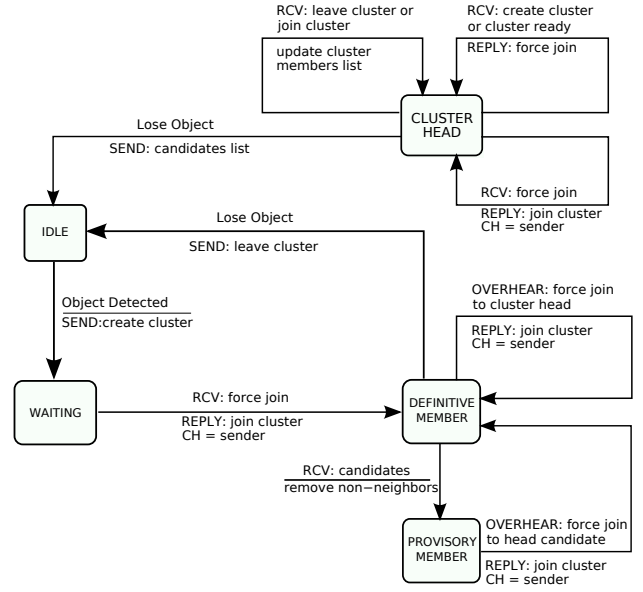 RCV: leave cluster or
join cluster
update cluster
members list
RCV: create cluster
or cluster ready
REPLY: force join
CLUSTER
HEAD
Lose Object
SEND: candidates list
RCV: force join
REPLY: join cluster
CH = sender
IDLE
Lose Object
SEND: leave cluster
Object Detected
SEND:create cluster
OVERHEAR: force join
to cluster head
REPLY: join cluster
CH = sender
WAITING
RCV: force join
REPLY: join cluster
CH = sender
DEFINITIVE
MEMBER
RCV: candidates
remove non−neighbors
PROVISORY
MEMBER
OVERHEAR: force join
to head candidate
REPLY: join cluster
CH = sender